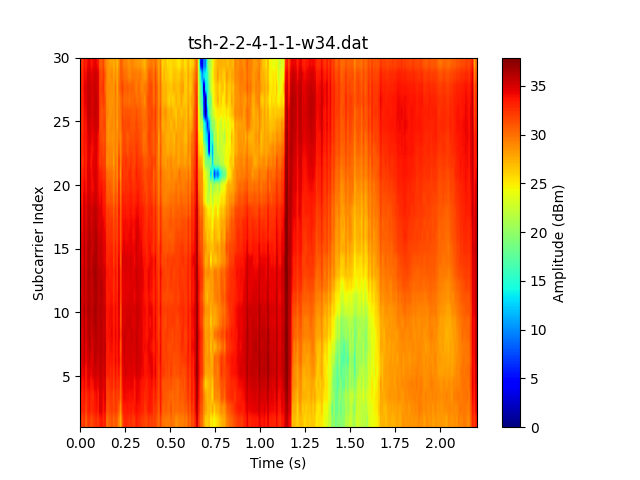 tsh-2-2-4-1-1-w34.dat
30
25
20
15
10
5
Subcarrier Index
0.00 0.25 0.50 0.75 1.00 1.25 1.50 1.75 2.00
Time (s)
35
30
25
20
15
10
5
0
Amplitude (dBm)